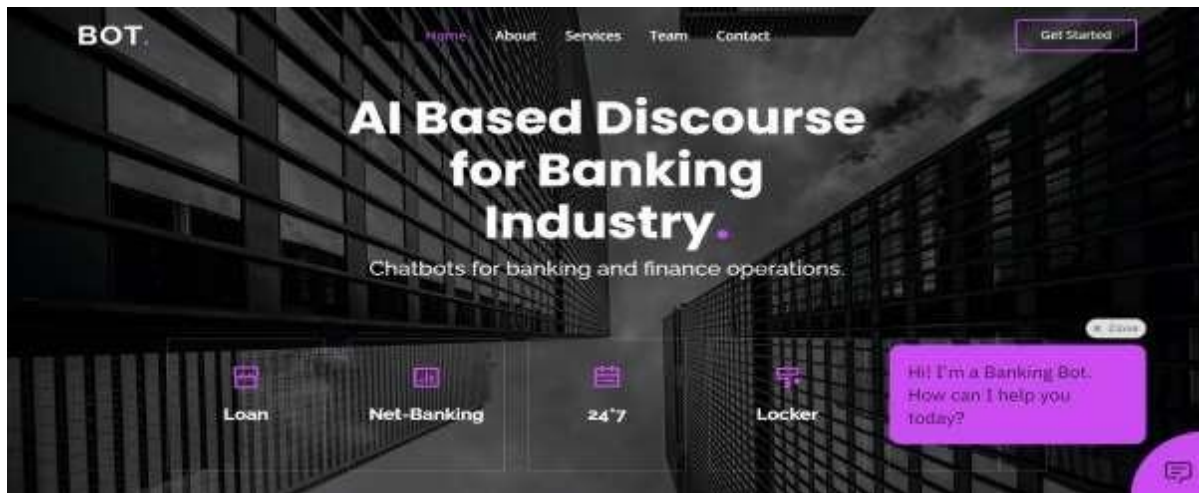 BOT.
Home About Services Team Contact
Get Started
AI Based Discourse
for Banking
Industry.
Chatbots for banking and finance operations.
× Close
Hi! I'm a Banking Bot.
How can I help you
today?
Loan Net-Banking 24*7 Locker